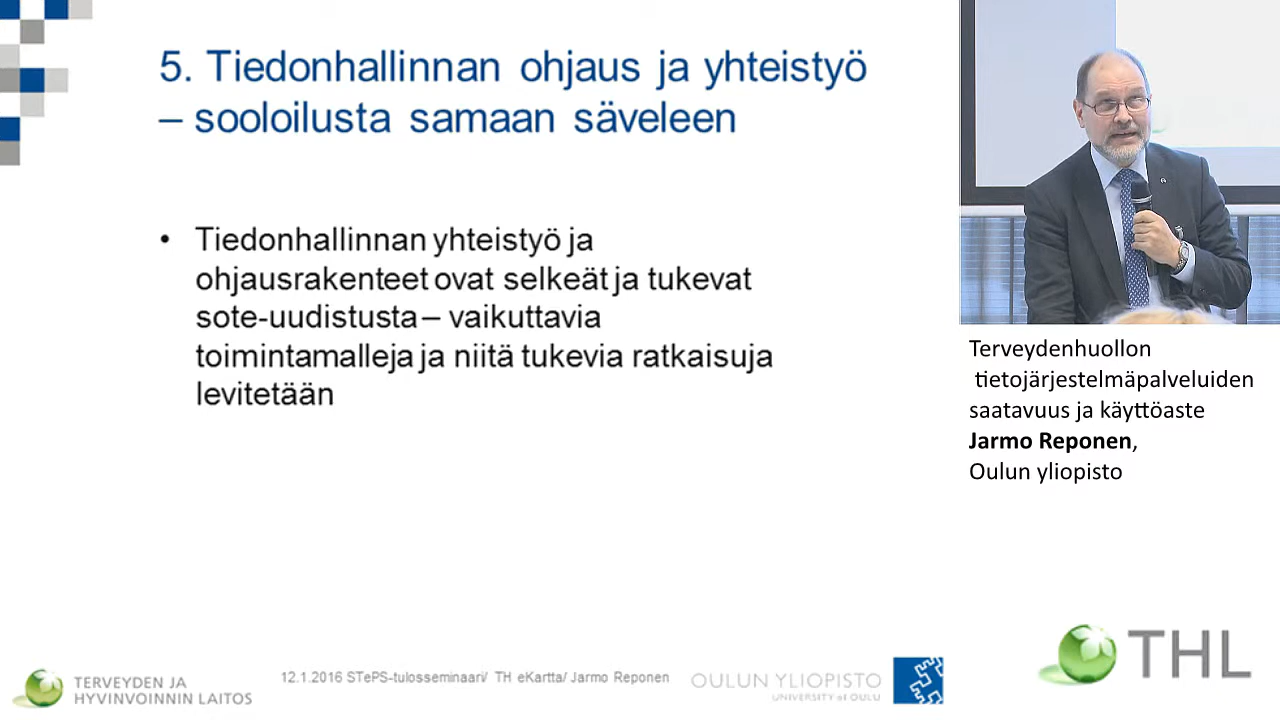 5. Tiedonhallinnan ohjaus ja yhteistyö
– sooloilusta samaan säveleen
• Tiedonhallinnan yhteistyö ja
ohjausrakenteet ovat selkeät ja tukevat
sote-uudistusta – vaikuttavia
toimintamalleja ja niitä tukevia ratkaisuja
levitetään
Terveydenhuollon
tietojärjestelmäpalveluiden
saatavuus ja käyttöaste
Jarmo Reponen,
Oulun yliopisto
TERVEYDEN JA
HYVINVOINNIN LAITOS
12.1.2016 STePS-tulosseminaari/ TH eKartta/ Jarmo Reponen
OULUN YLIOPISTO
UNIVERSITY of OULU
THL